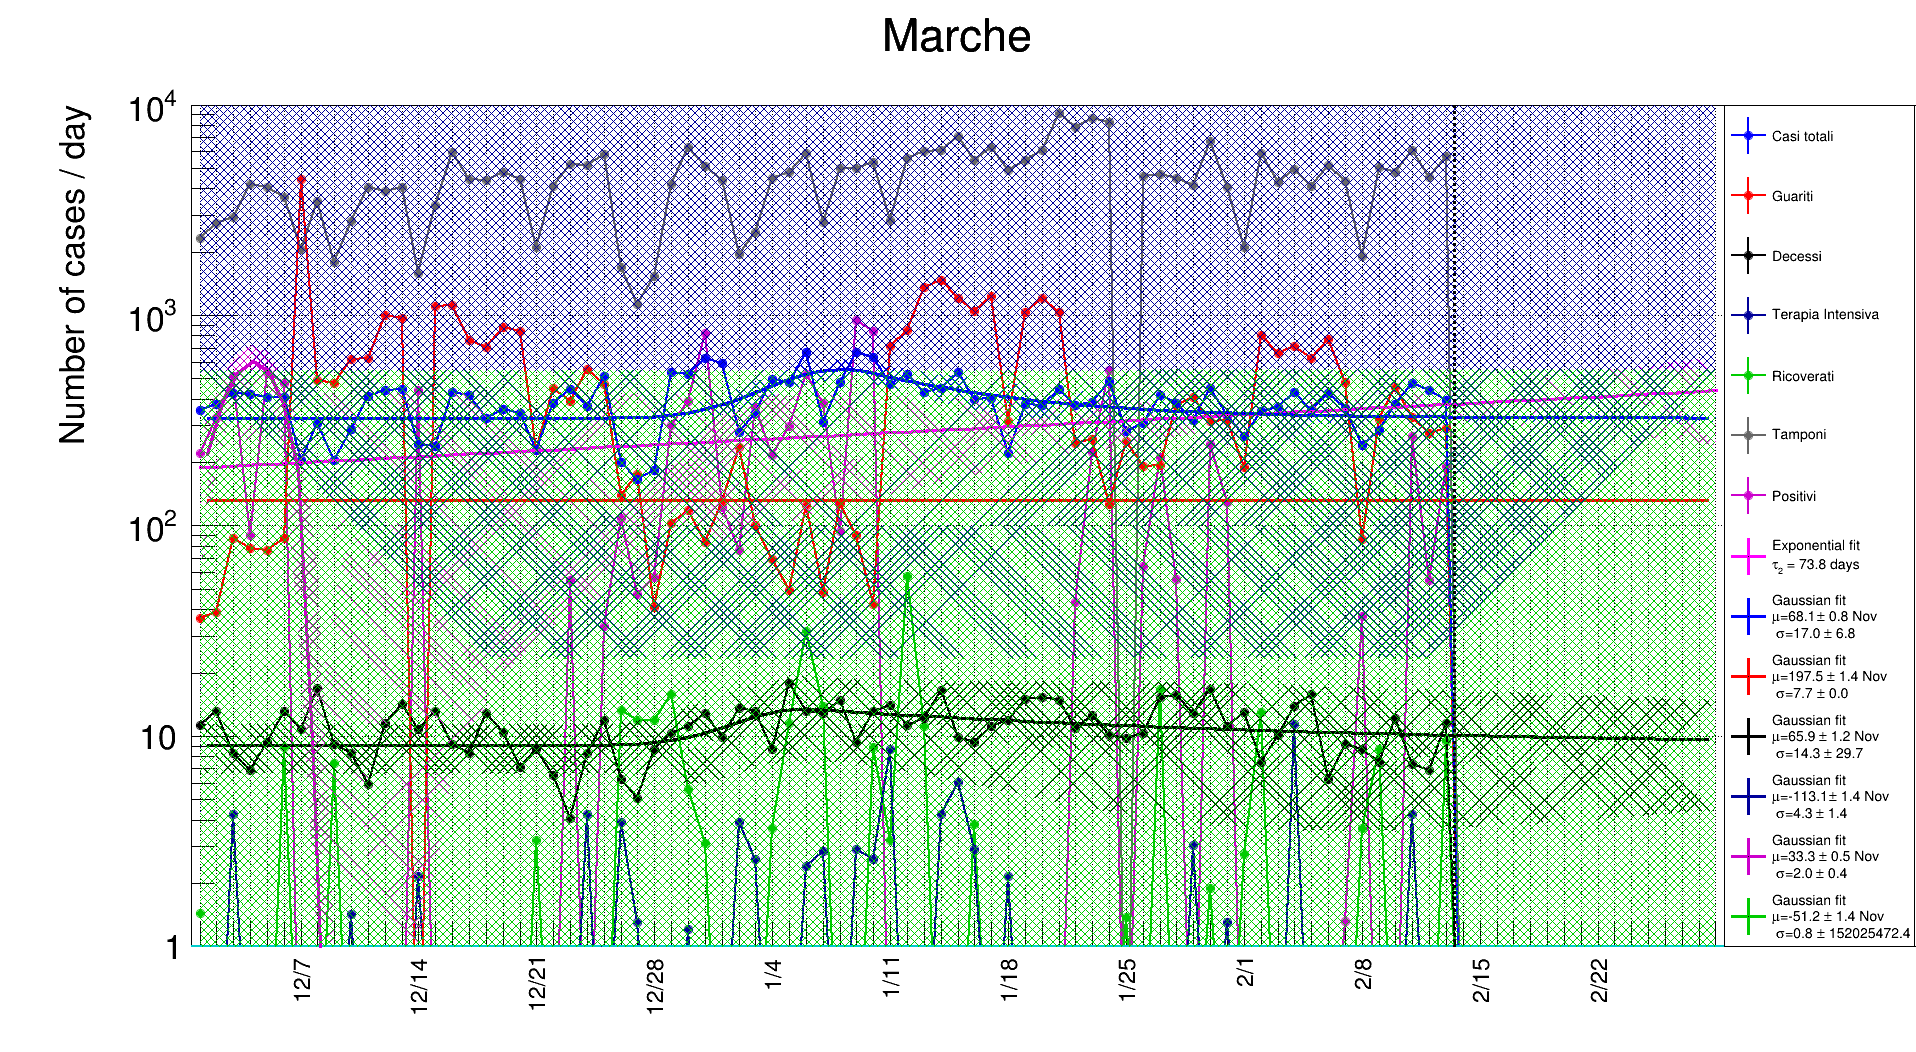 Marche
Number of cases / day
10^4
10^3
10^2
10
1
12/7
12/14
12/21
12/28
1/4
1/11
1/18
1/25
2/1
2/8
2/15
2/22
Casi totali
Guariti
Decessi
Terapia Intensiva
Ricoverati
Tamponi
Positivi
Exponential fit
τ₂ = 73.8 days
Gaussian fit
μ=68.1± 0.8 Nov
σ=17.0 ± 6.8
Gaussian fit
μ=197.5 ± 1.4 Nov
σ=7.7 ± 0.0
Gaussian fit
μ=65.9 ± 1.2 Nov
σ=14.3 ± 29.7
Gaussian fit
μ=-113.1± 1.4 Nov
σ=4.3 ± 1.4
Gaussian fit
μ=33.3 ± 0.5 Nov
σ=2.0 ± 0.4
Gaussian fit
μ=-51.2 ± 1.4 Nov
σ=0.8 ± 152025472.4